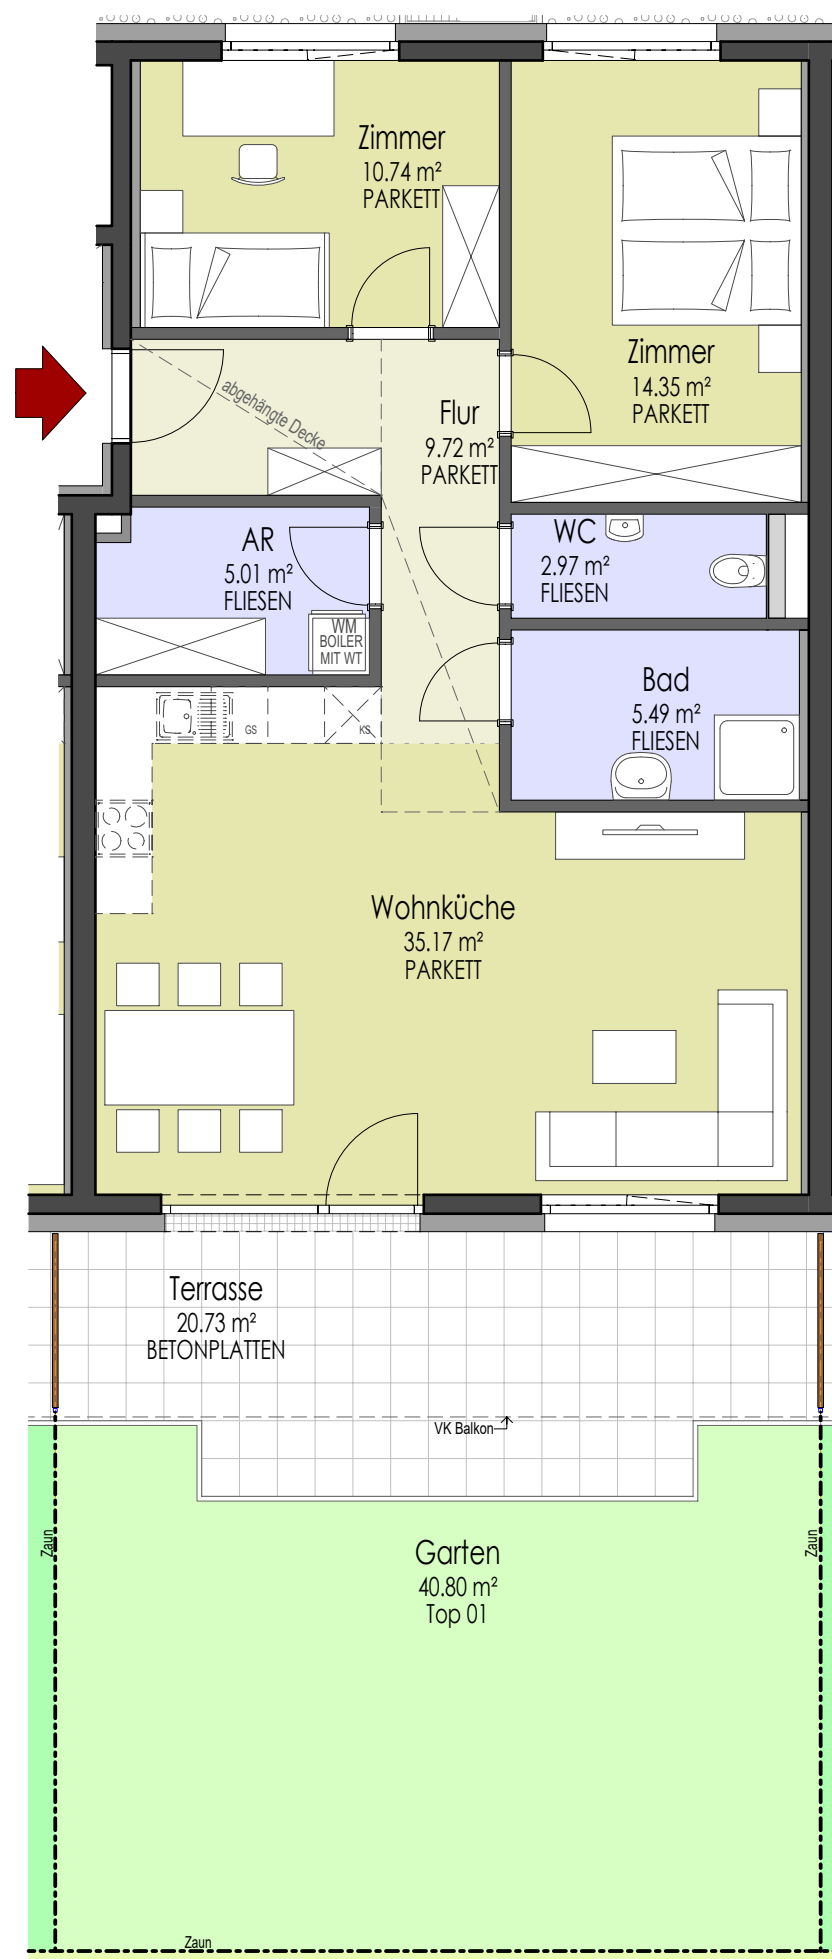 Zimmer
10.74 m²
PARKETT
Zimmer
14.35 m²
PARKETT
abgehängte Decke
Flur
9.72 m²
PARKETT
AR
5.01 m²
FLIESEN
WC
2.97 m²
FLIESEN
WM
BOILER
MIT WT
Bad
5.49 m²
FLIESEN
GS
KS
Wohnküche
35.17 m²
PARKETT
Terrasse
20.73 m²
BETONPLATTEN
VK Balkon
Zaun
Zaun
Garten
40.80 m²
Top 01
Zaun